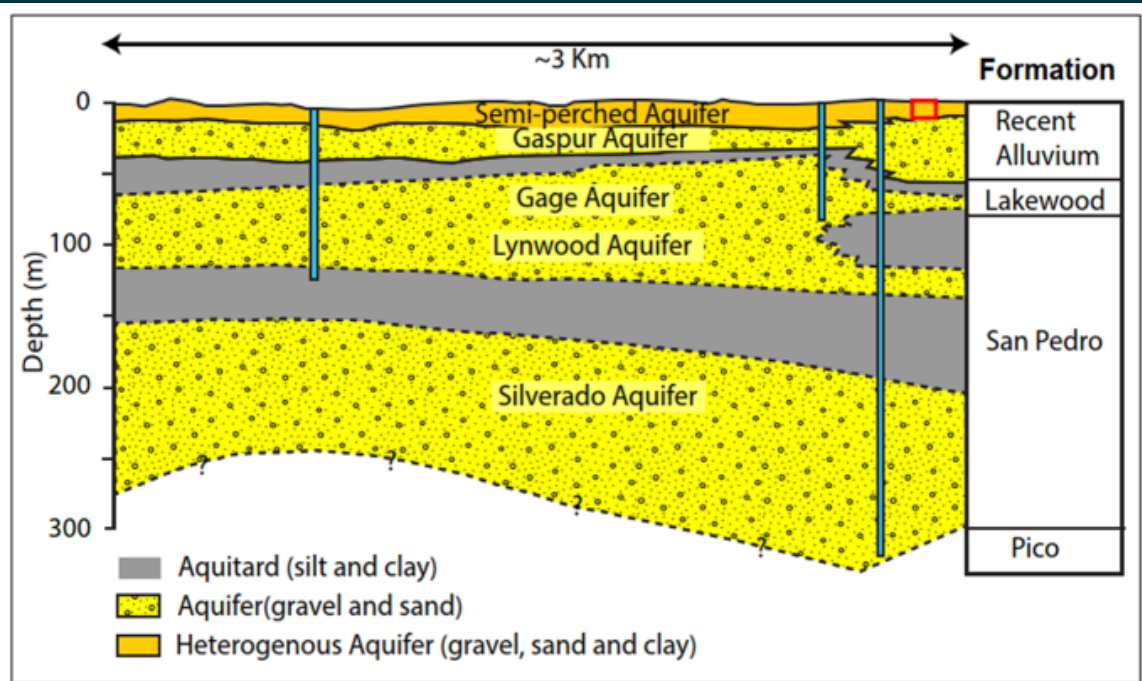 ~3 Km
Formation
0
100
200
300
Depth (m)
Semi-perched Aquifer
Gaspur Aquifer
Gage Aquifer
Lynwood Aquifer
Silverado Aquifer
?
?
?
?
Recent
Alluvium
Lakewood
San Pedro
Pico
Aquitard (silt and clay)
Aquifer(gravel and sand)
Heterogenous Aquifer (gravel, sand and clay)